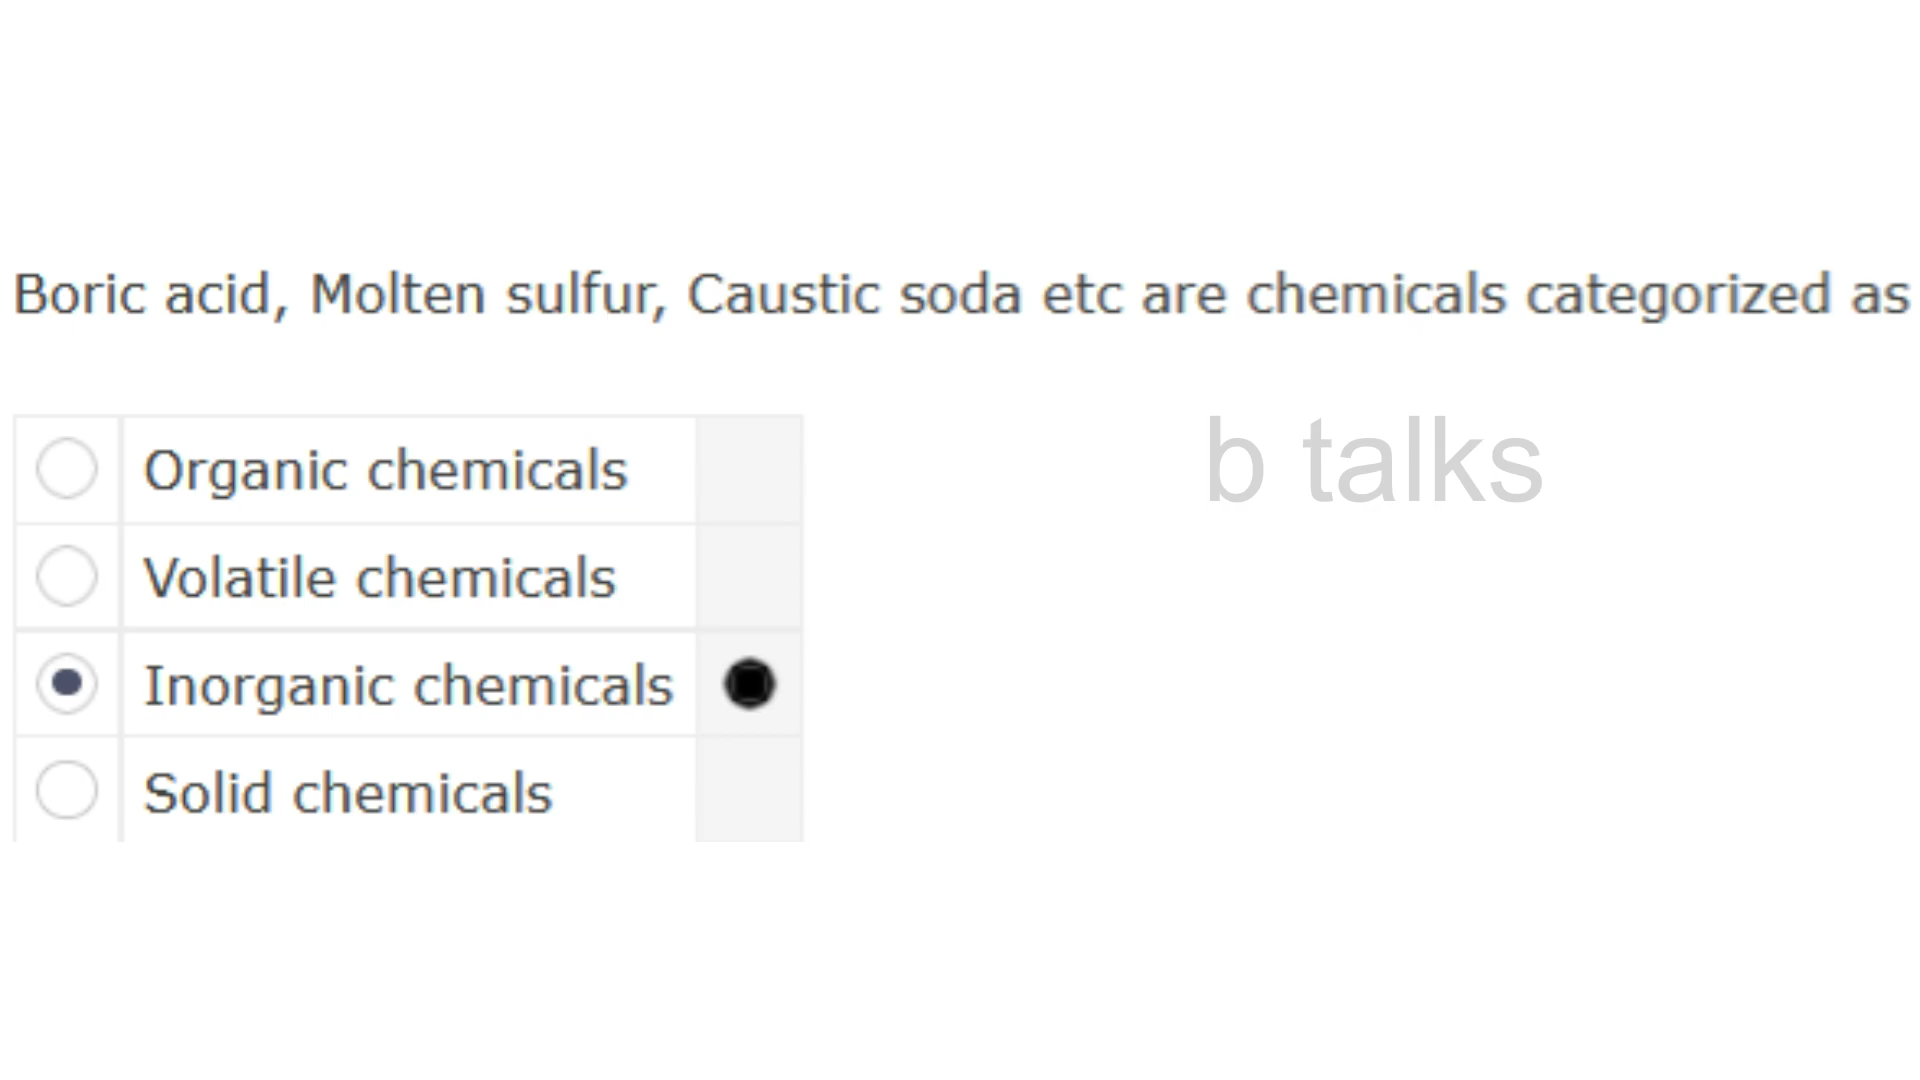 Boric acid, Molten sulfur, Caustic soda etc are chemicals categorized as
b talks
Organic chemicals
Volatile chemicals
Inorganic chemicals
Solid chemicals